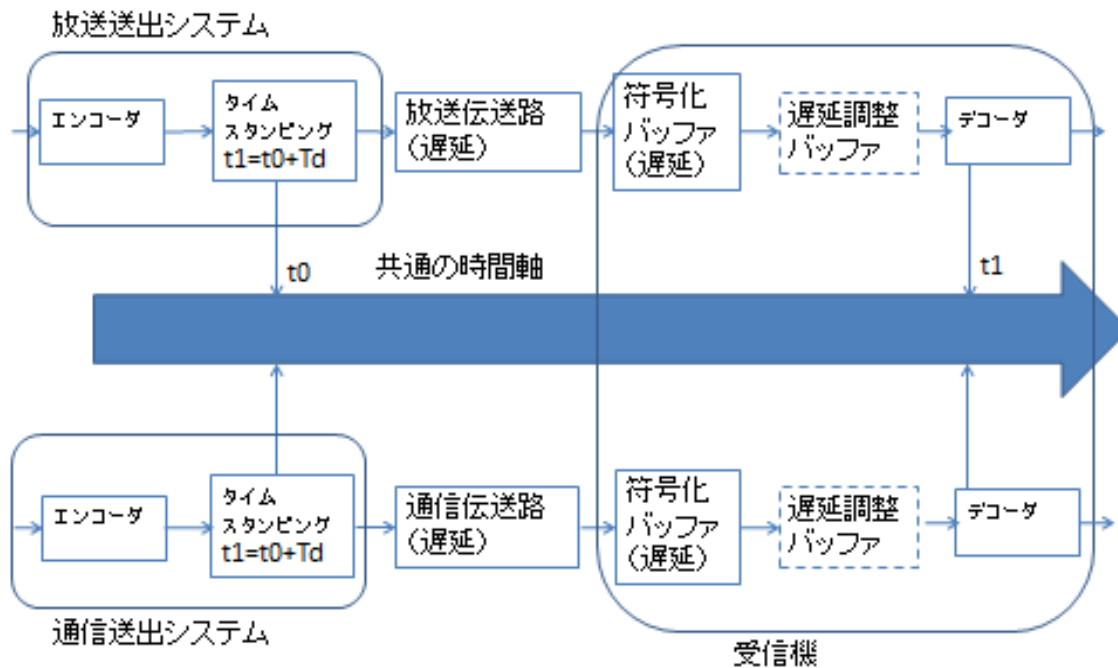 放送送出システム
エンコーダ
タイム
スタンピング
t1=t0+Td
放送伝送路
(遅延)
符号化
バッファ
(遅延)
遅延調整
バッファ
デコーダ
t0
共通の時間軸
t1
エンコーダ
タイム
スタンピング
t1=t0+Td
通信伝送路
(遅延)
符号化
バッファ
(遅延)
遅延調整
バッファ
デコーダ
通信送出システム
受信機